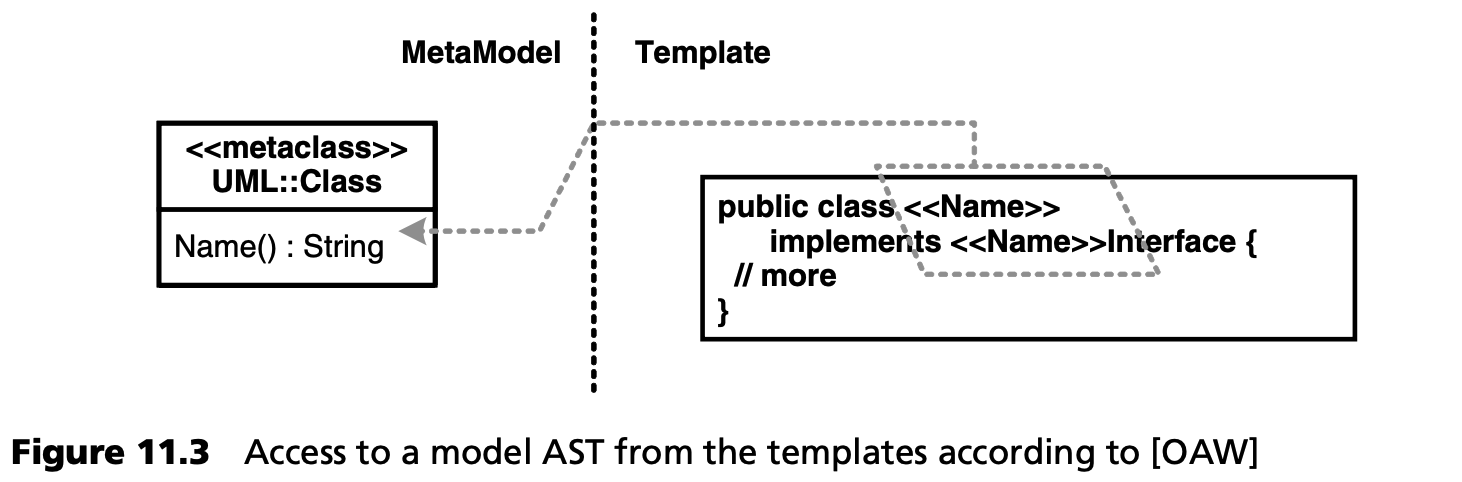 MetaModel
Template
<<metaclass>>
UML::Class
Name() : String
public class <<Name>>
implements <<Name>>Interface {
// more
}
Figure 11.3 Access to a model AST from the templates according to [OAW]